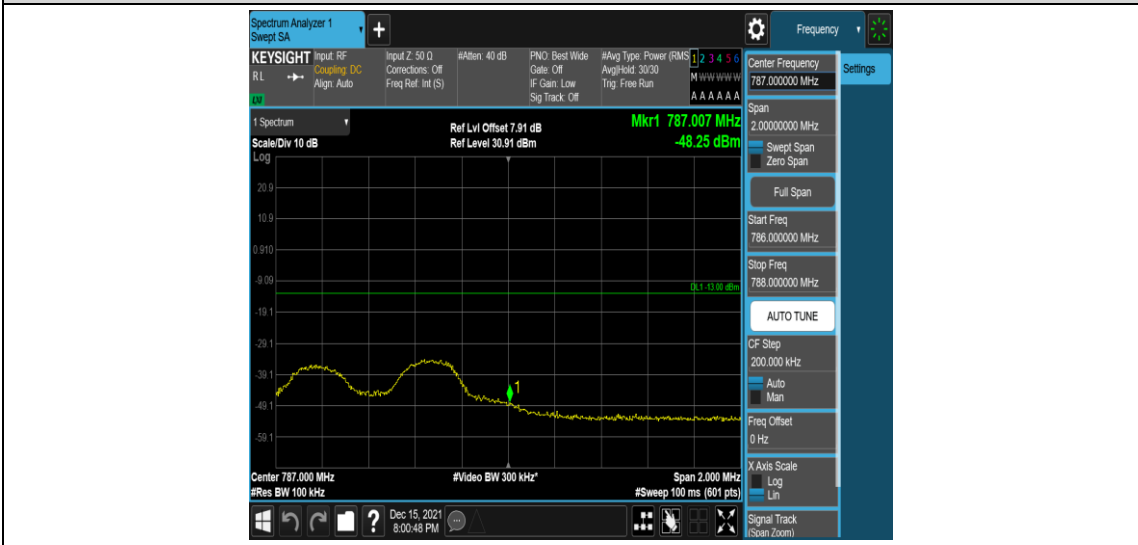 Spectrum Analyzer 1
Swept SA
+
Frequency
KEYSIGHT
RL
LXI
Input: RF
Coupling: DC
Align: Auto
Input Z: 50 Ω
Corrections: Off
Freq Ref: Int (S)
#Atten: 40 dB
PNO: Best Wide
Gate: Off
IF Gain: Low
Sig Track: Off
#Avg Type: Power (RMS
Avg|Hold: 30/30
Trig: Free Run
1 2 3 4 5 6
M W W W W W
A A A A A A
1 Spectrum
Scale/Div 10 dB
Log
Ref Lvl Offset 7.91 dB
Ref Level 30.91 dBm
Mkr1 787.007 MHz
-48.25 dBm
20.9
10.9
0.910
-9.09
DL1 -13.00 dBm
-19.1
-29.1
-39.1
1
-49.1
-59.1
Center 787.000 MHz
#Video BW 300 kHz*
Span 2.000 MHz
#Res BW 100 kHz
#Sweep 100 ms (601 pts)
?
Dec 15, 2021
8:00:48 PM
Center Frequency
787.000000 MHz
Settings
Span
2.00000000 MHz
Swept Span
Zero Span
Full Span
Start Freq
786.000000 MHz
Stop Freq
788.000000 MHz
AUTO TUNE
CF Step
200.000 kHz
Auto
Man
Freq Offset
0 Hz
X Axis Scale
Log
Lin
Signal Track
(Span Zoom)